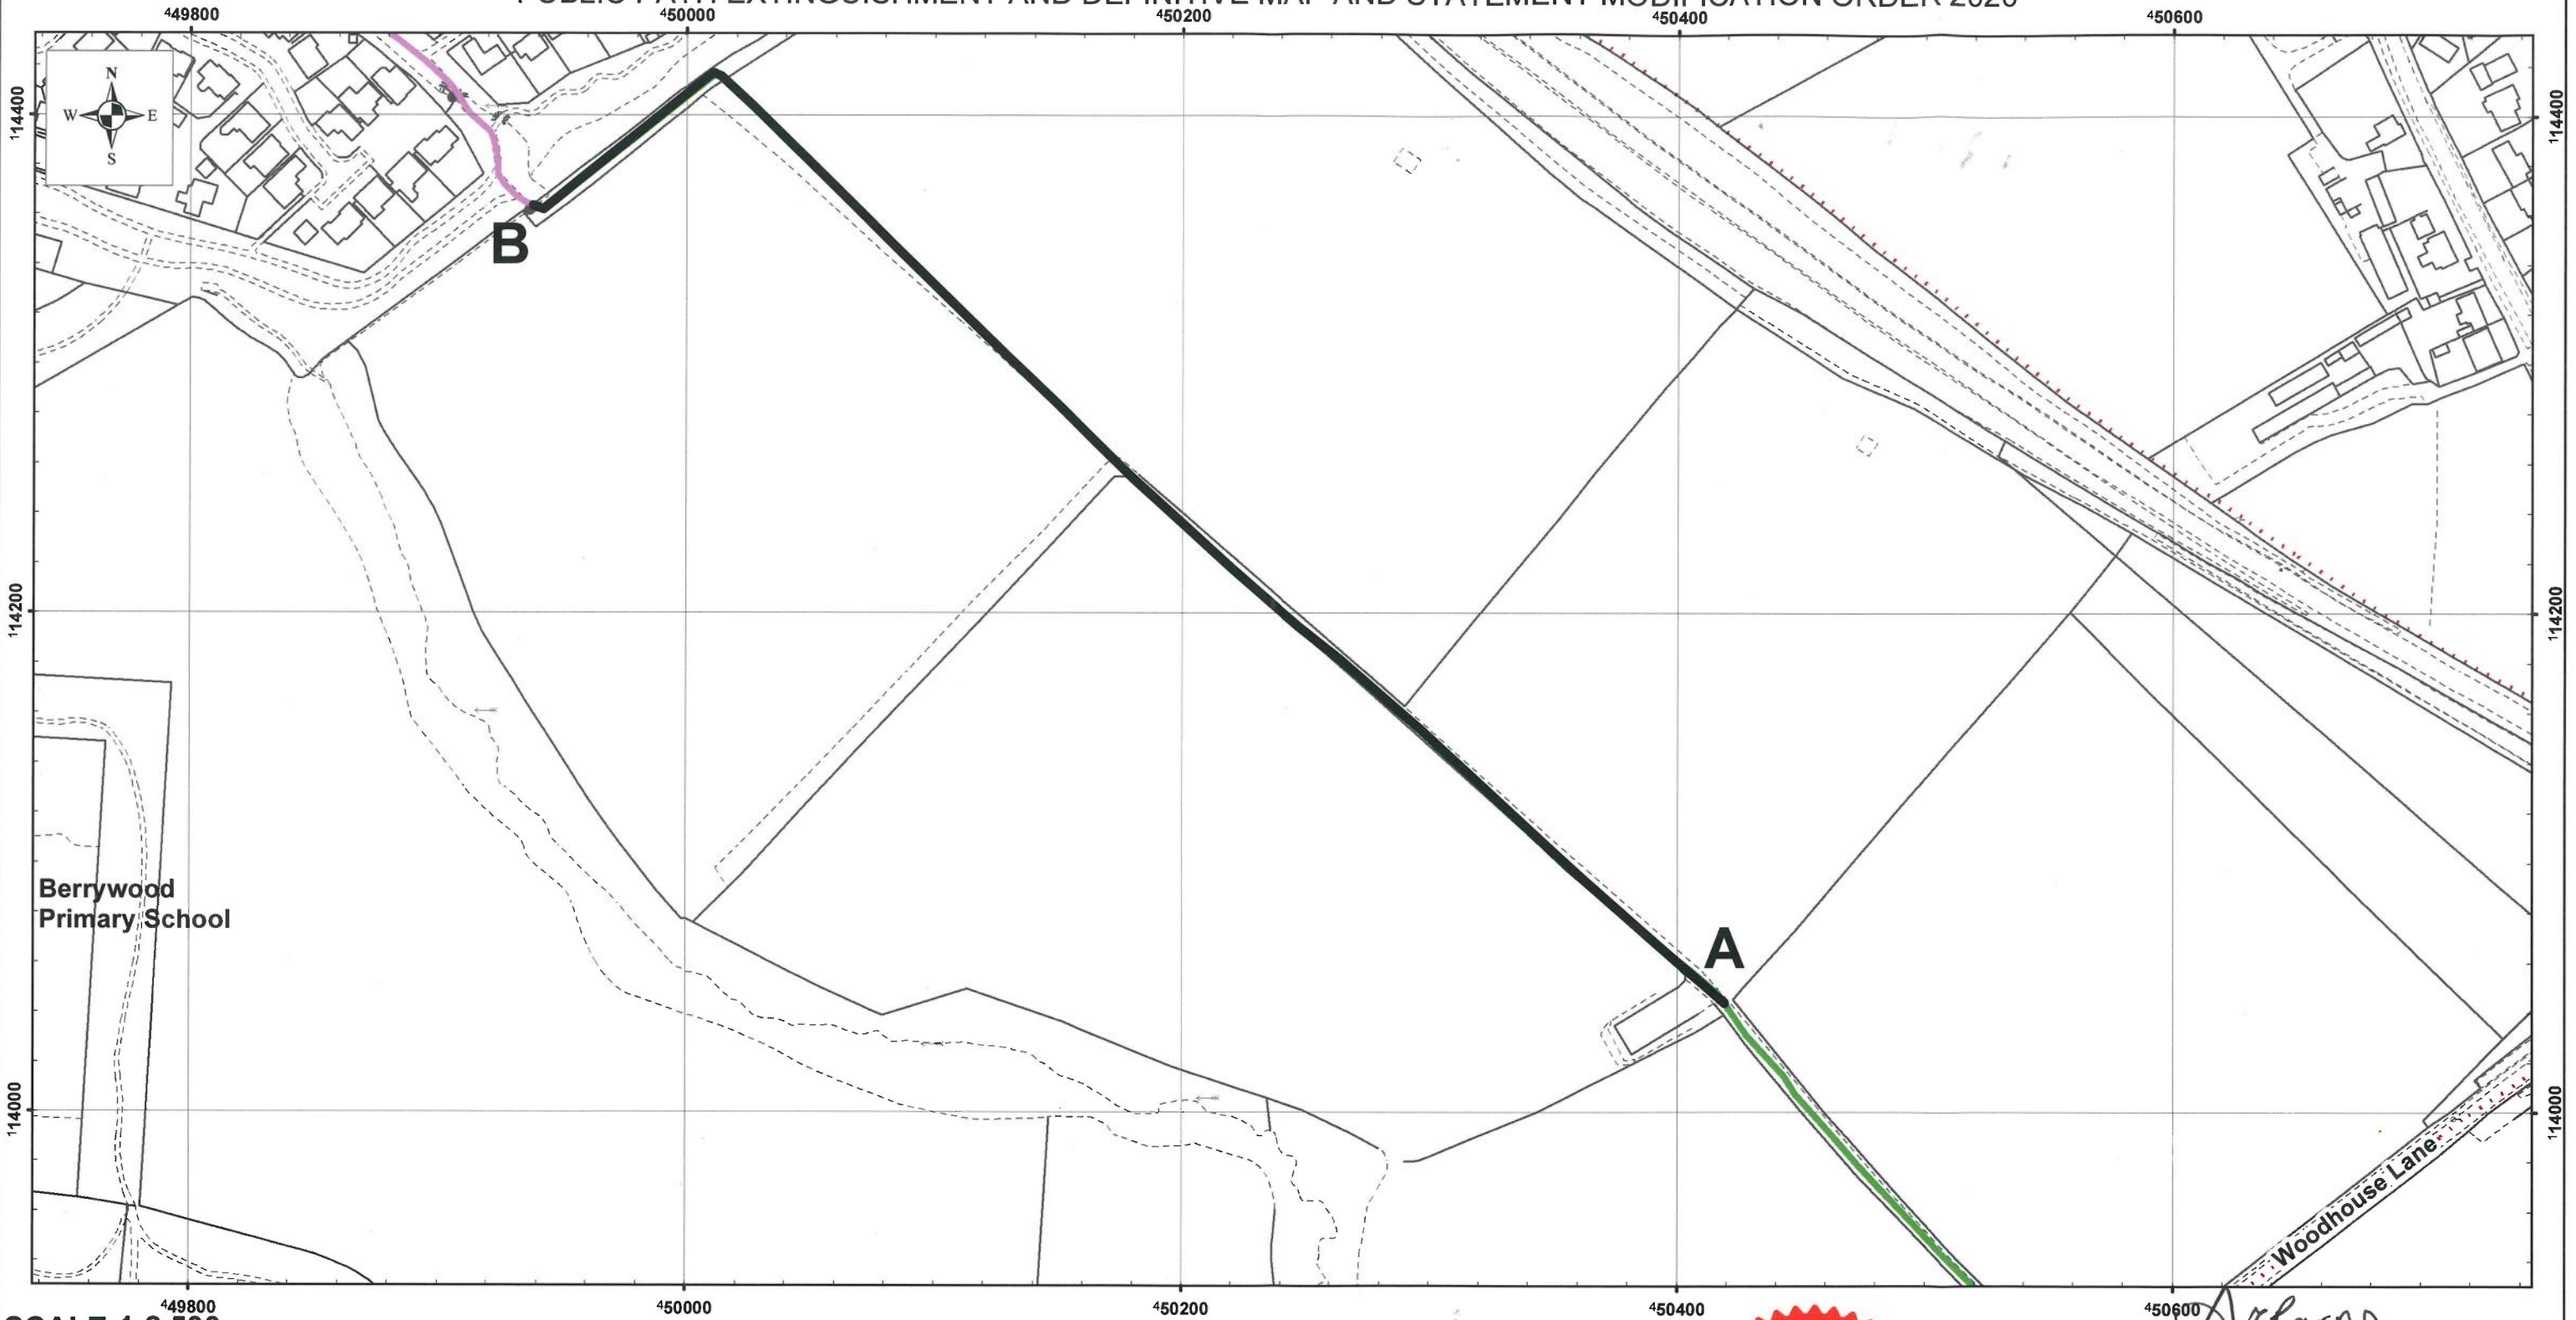 PUBLIC PATH EXTINGUISHMENT AND DEFINITIVE MAP AND STATEMENT MODIFICATION ORDER 2020
449800
450000
450200
450400
450600
N
W E
S
114400
114400
B
114200
114200
Berrywood
Primary School
A
114000
114000
Woodhouse Lane
449800
450000
450200
450400
450600